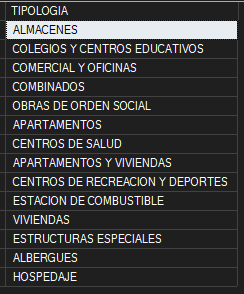 TIPOLOGIA
ALMACENES
COLEGIOS Y CENTROS EDUCATIVOS
COMERCIAL Y OFICINAS
COMBINADOS
OBRAS DE ORDEN SOCIAL
APARTAMENTOS
CENTROS DE SALUD
APARTAMENTOS Y VIVIENDAS
CENTROS DE RECREACION Y DEPORTES
ESTACION DE COMBUSTIBLE
VIVIENDAS
ESTRUCTURAS ESPECIALES
ALBERGUES
HOSPEDAJE